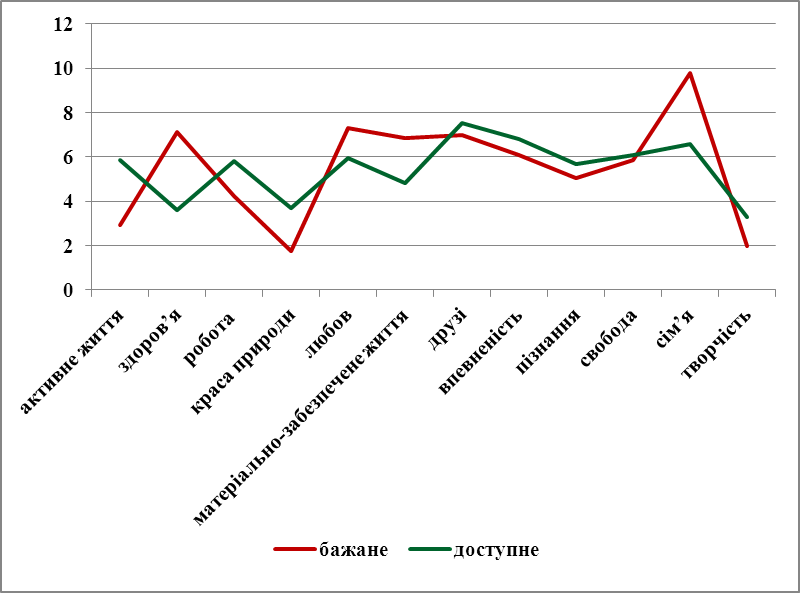 12
10
8
6
4
2
0
активне життя
здоров’я
робота
краса природи
любов
матеріально-забезпечене життя
друзі
впевненість
пізнання
свобода
сім’я
творчість
бажане доступне